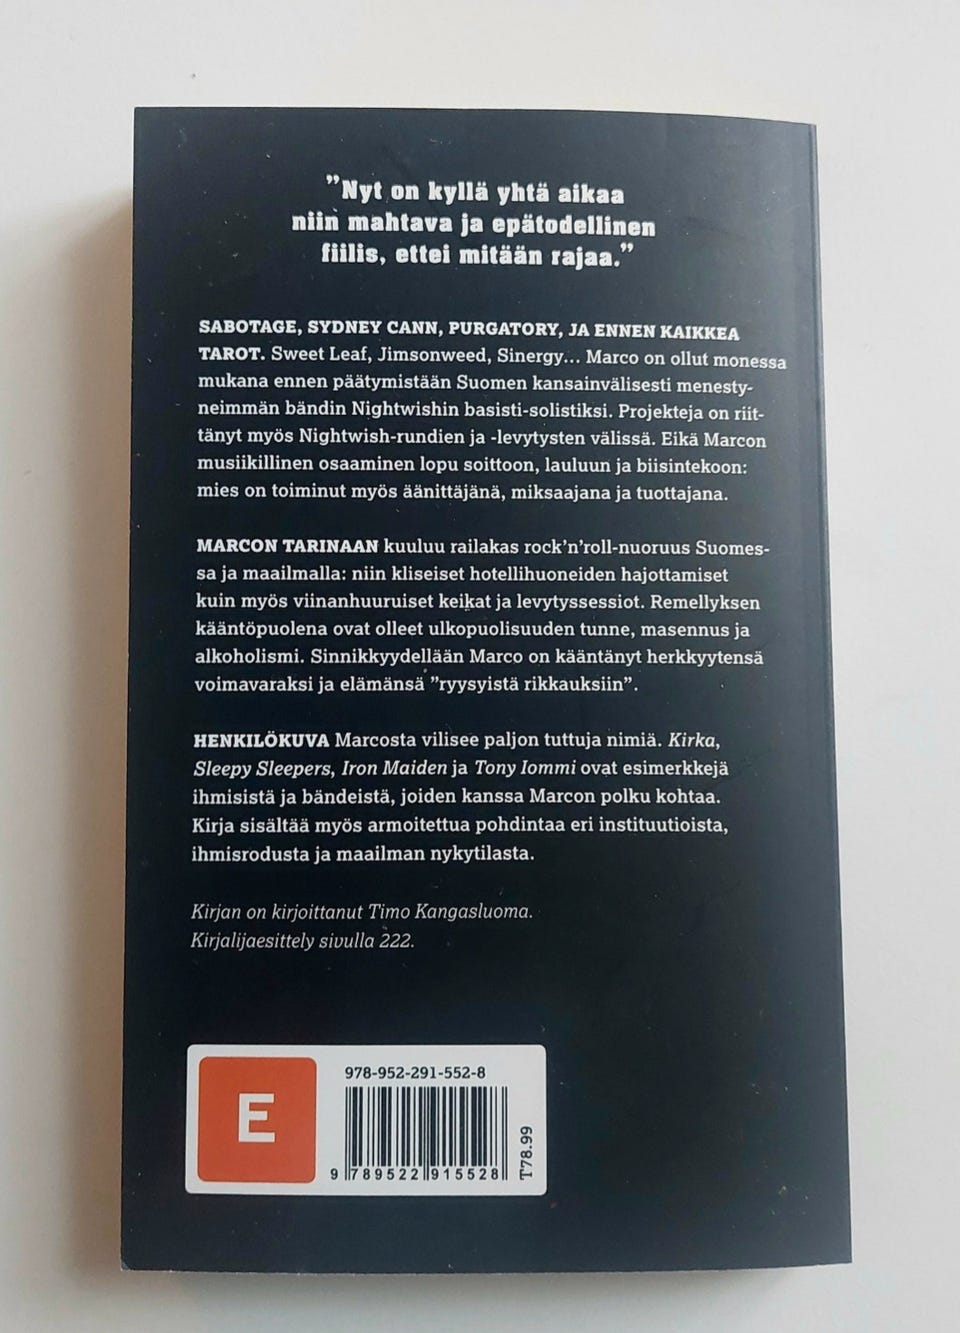 ”Nyt on kyllä yhtä aikaa
niin mahtava ja epätodellinen
fiilis, ettei mitään rajaa.”
SABOTAGE, SYDNEY CANN, PURGATORY, JA ENNEN KAIKKEA
TAROT. Sweet Leaf, Jimsonweed, Sinergy... Marco on ollut monessa
mukana ennen päätymistään Suomen kansainvälisesti menesty-
neimmän bändin Nightwishin basisti-solistiksi. Projekteja on riit-
tänyt myös Nightwish-rundien ja -levytysten välissä. Eikä Marcon
musiikillinen osaaminen lopu soittoon, lauluun ja biisintekoon:
mies on toiminut myös äänittäjänä, miksaajana ja tuottajana.
MARCON TARINAAN kuuluu railakas rock’n’roll-nuoruus Suomes-
sa ja maailmalla: niin kliseiset hotellihuoneiden hajottamiset
kuin myös viinanhuuruiset keikat ja levytyssessiot. Remellyksen
kääntöpuolena ovat olleet ulkopuolisuuden tunne, masennus ja
alkoholismi. Sinnikkyydellään Marco on kääntänyt herkkyytensä
voimavaraksi ja elämänsä ”ryysyistä rikkauksiin”.
HENKILÖKUVA Marcosta vilisee paljon tuttuja nimiä. Kirka,
Sleepy Sleepers, Iron Maiden ja Tony Iommi ovat esimerkkejä
ihmisistä ja bändeistä, joiden kanssa Marcon polku kohtaa.
Kirja sisältää myös armoitettua pohdintaa eri instituutioista,
ihmisrodusta ja maailman nykytilasta.
Kirjan on kirjoittanut Timo Kangasluoma.
Kirjalijaesittely sivulla 222.
E
978-952-291-552-8
9 789522 915528
T78.99